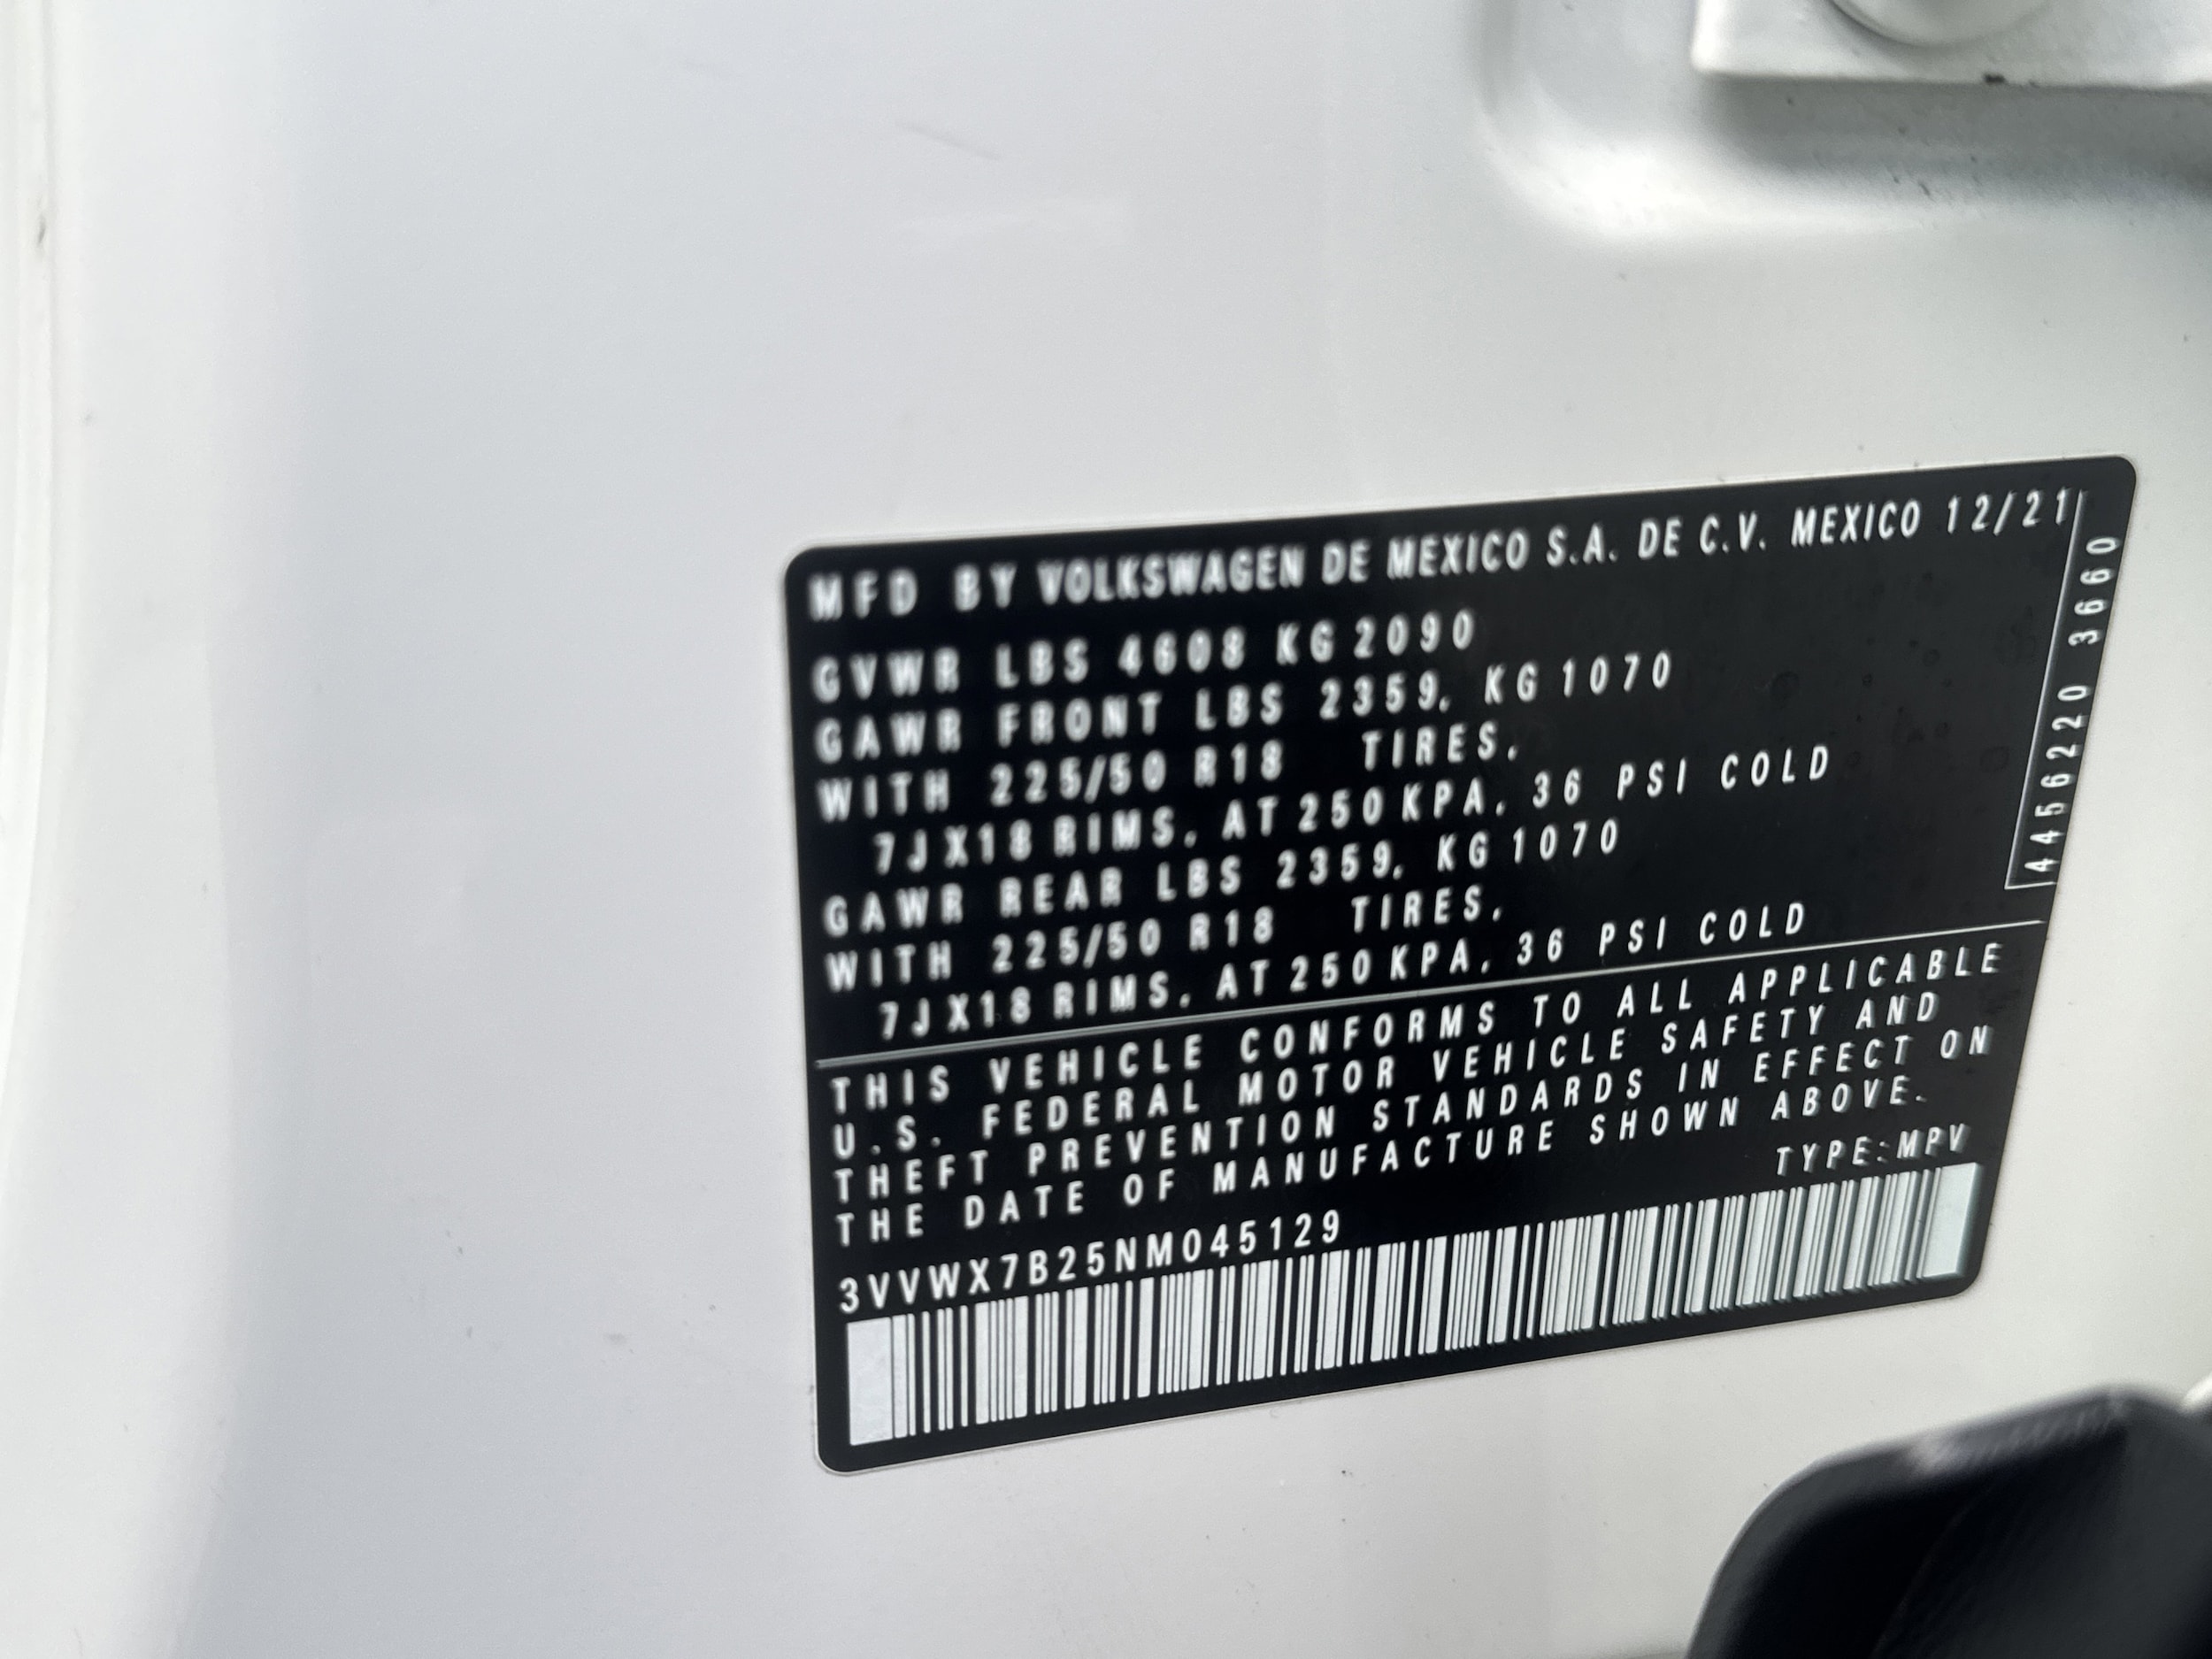 MFD BY VOLKSWAGEN DE MEXICO S.A. DE C.V. MEXICO 12/21
GVWR LBS 4608 KG 2090
GAWR FRONT LBS 2359, KG 1070
WITH 225/50 R18 TIRES,
7JX18 RIMS, AT 250 KPA, 36 PSI COLD
GAWR REAR LBS 2359, KG 1070
WITH 225/50 R18 TIRES,
7JX18 RIMS, AT 250 KPA, 36 PSI COLD
4456220 3660
THIS VEHICLE CONFORMS TO ALL APPLICABLE
U.S. FEDERAL MOTOR VEHICLE SAFETY AND
THEFT PREVENTION STANDARDS IN EFFECT ON
THE DATE OF MANUFACTURE SHOWN ABOVE.
TYPE:MPV
3VVWX7B25NM045129